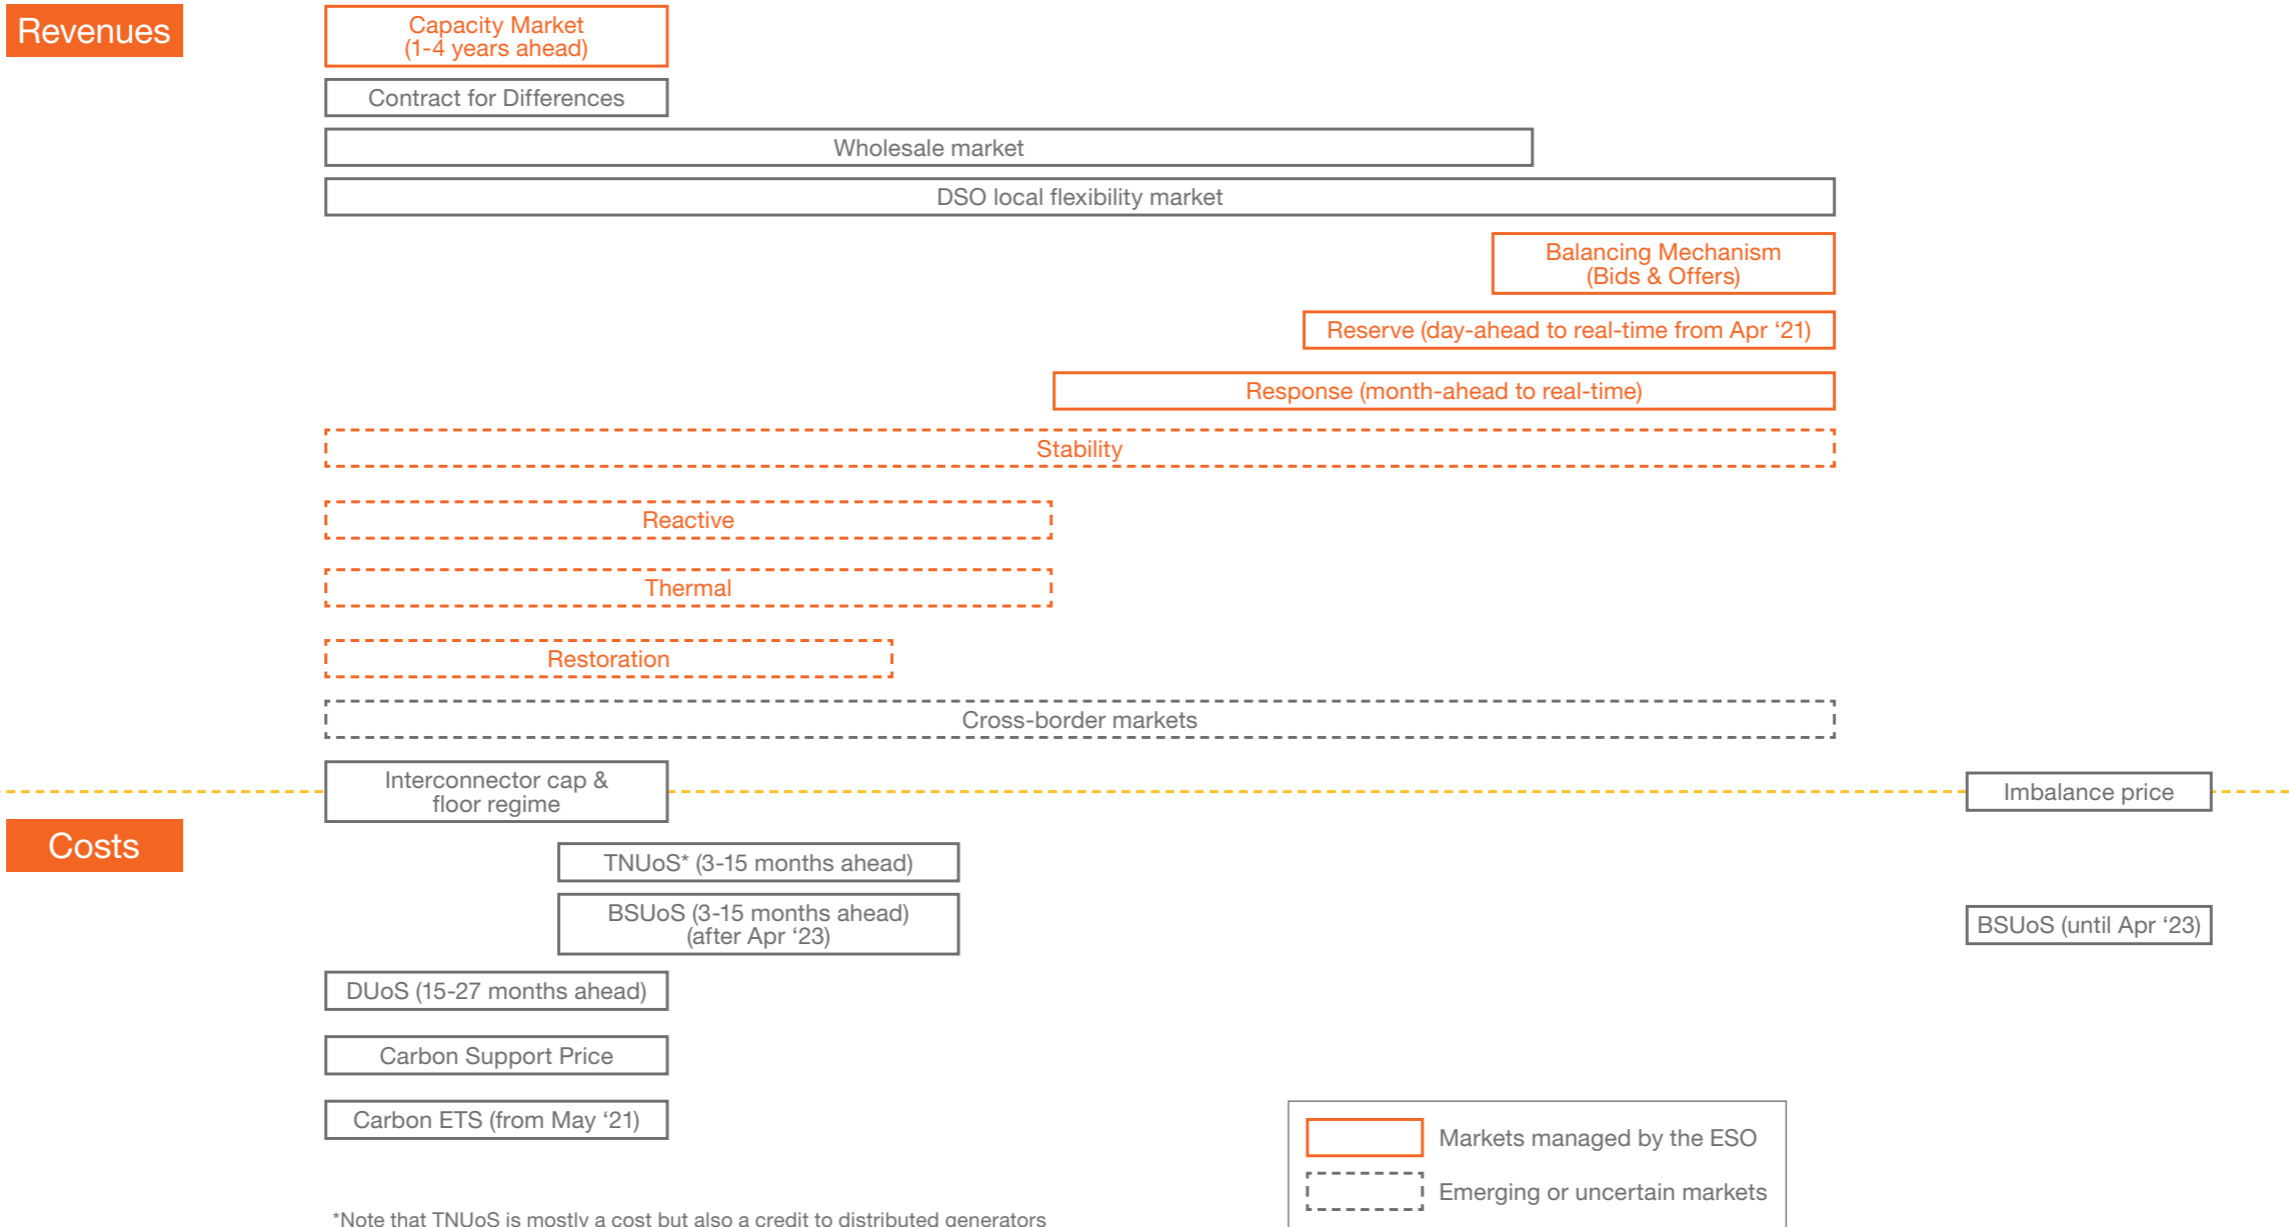 Revenues
Capacity Market
(1-4 years ahead)
Contract for Differences
Wholesale market
DSO local flexibility market
Balancing Mechanism
(Bids & Offers)
Reserve (day-ahead to real-time from Apr ‘21)
Response (month-ahead to real-time)
Stability
Reactive
Thermal
Restoration
Cross-border markets
Interconnector cap &
floor regime
Imbalance price
Costs
TNUoS* (3-15 months ahead)
BSUoS (3-15 months ahead)
(after Apr ‘23)
BSUoS (until Apr ‘23)
DUoS (15-27 months ahead)
Carbon Support Price
Carbon ETS (from May ‘21)
Markets managed by the ESO
Emerging or uncertain markets
*Note that TNUoS is mostly a cost but also a credit to distributed generators